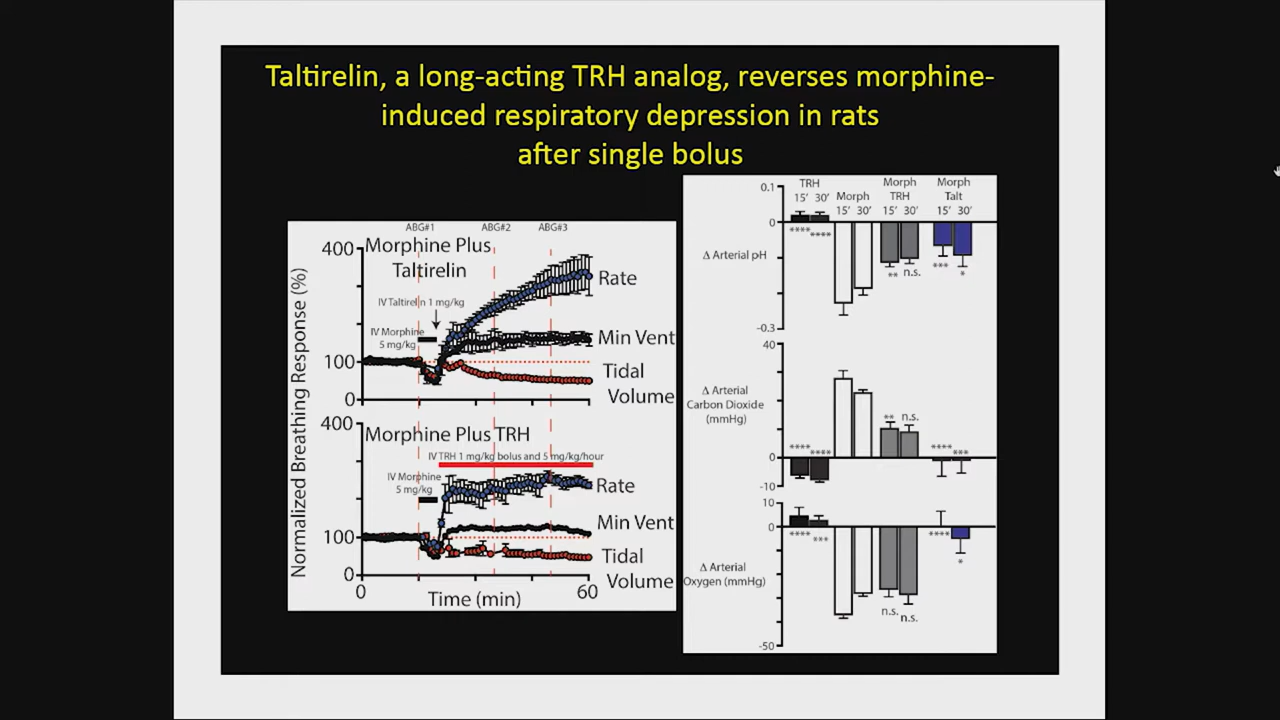 Taltirelin, a long-acting TRH analog, reverses morphine-
induced respiratory depression in rats
after single bolus
ABG#1 ABG#2 ABG#3
400
Morphine Plus
Taltirelin
Rate
IV Taltirelin 1 mg/kg
IV Morphine
5 mg/kg
Min Vent
100
Tidal
Volume
0
Normalized Breathing Response (%)
400
Morphine Plus TRH
IV TRH 1 mg/kg bolus and 5 mg/kg/hour
IV Morphine
5 mg/kg
Rate
Min Vent
100
Tidal
Volume
0
0 Time (min) 60
TRH Morph Morph TRH Morph Talt
15' 30' 15' 30' 15' 30' 15' 30'
0.1
0
Δ Arterial pH
**** **** ** n.s. *** *
-0.3
40
Δ Arterial
Carbon Dioxide
(mmHg)
** n.s.
**** **** **** ***
0
-10
10
0
**** *** **** *
Δ Arterial
Oxygen (mmHg)
n.s. n.s.
-50